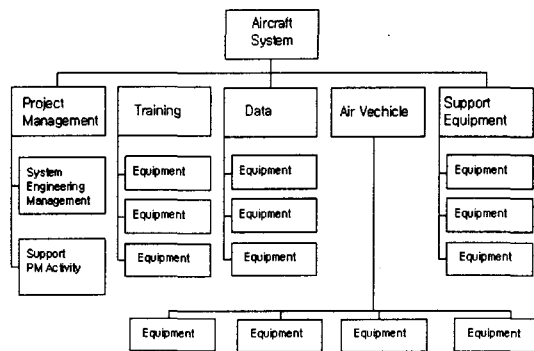 Aircraft
System
Project
Management
Training
Data
Air Vechicle
Support
Equipment
System
Engineering
Management
Equipment
Equipment
Equipment
Equipment
Equipment
Equipment
Support
PM Activity
Equipment
Equipment
Equipment
Equipment
Equipment
Equipment
Equipment